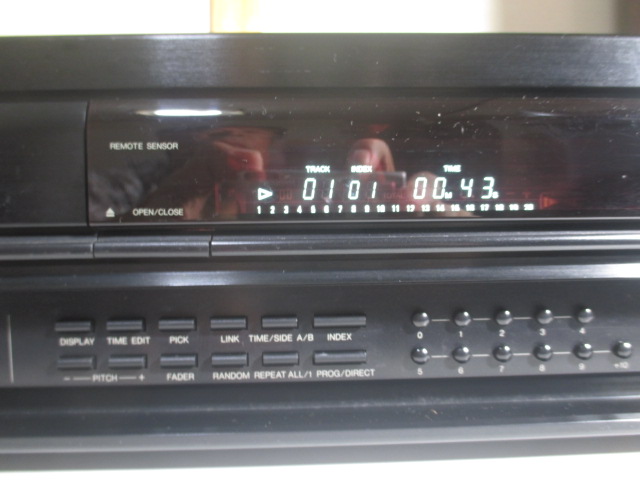 REMOTE SENSOR
TRACK INDEX TIME
01 01 00M 43S
OPEN/CLOSE 1 2 3 4 5 6 7 8 9 10 11 12 13 14 15 16 17 18 19 20
DISPLAY TIME EDIT PICK LINK TIME/SIDE A/B INDEX
0 1 2 3 4
− PITCH + FADER RANDOM REPEAT ALL/1 PROG/DIRECT
5 6 7 8 9 +10